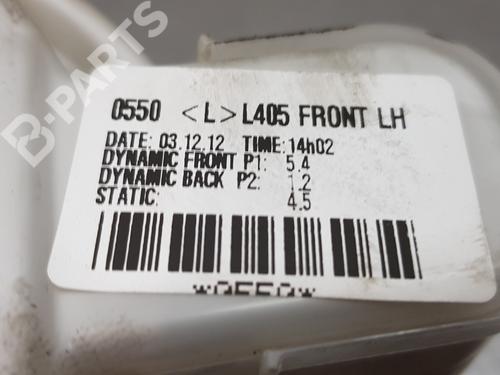 B-PARTS
0550 <L> L405 FRONT LH
DATE: 03.12.12 TIME: 14h02
DYNAMIC FRONT P1: 5.4
DYNAMIC BACK P2: 1.2
STATIC: 4.5
*0550*